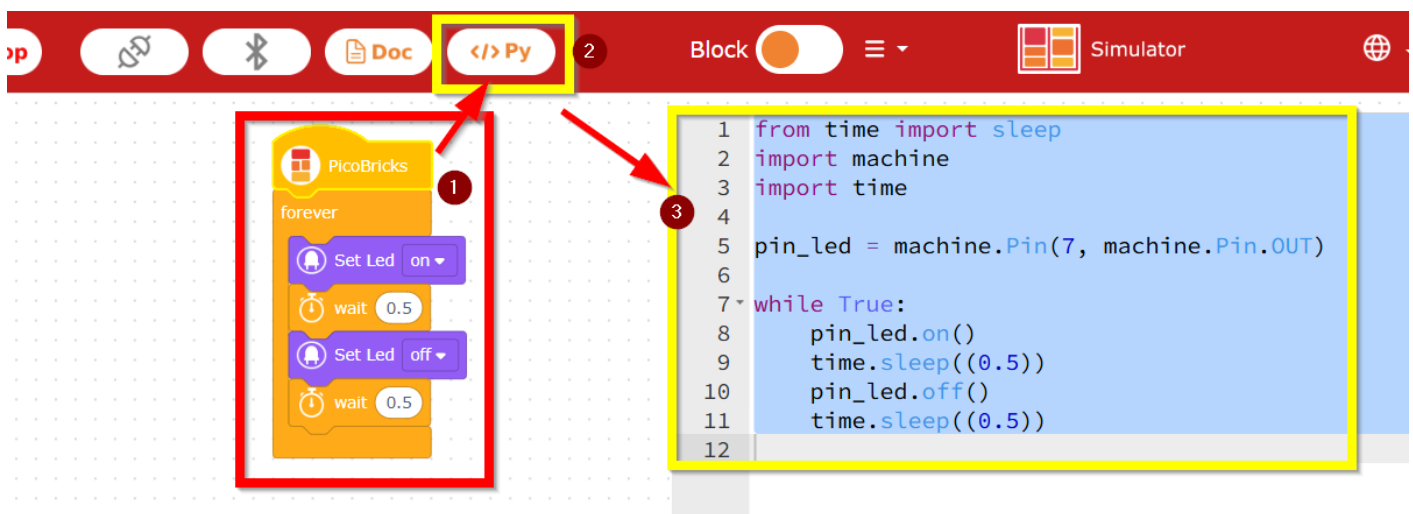 op
Doc
</> Py
2
Block
Simulator
PicoBricks
1
forever
Set Led on
wait 0.5
Set Led off
wait 0.5
3
1 from time import sleep
2 import machine
3 import time
4
5 pin_led = machine.Pin(7, machine.Pin.OUT)
6
7 while True:
8     pin_led.on()
9     time.sleep((0.5))
10     pin_led.off()
11     time.sleep((0.5))
12